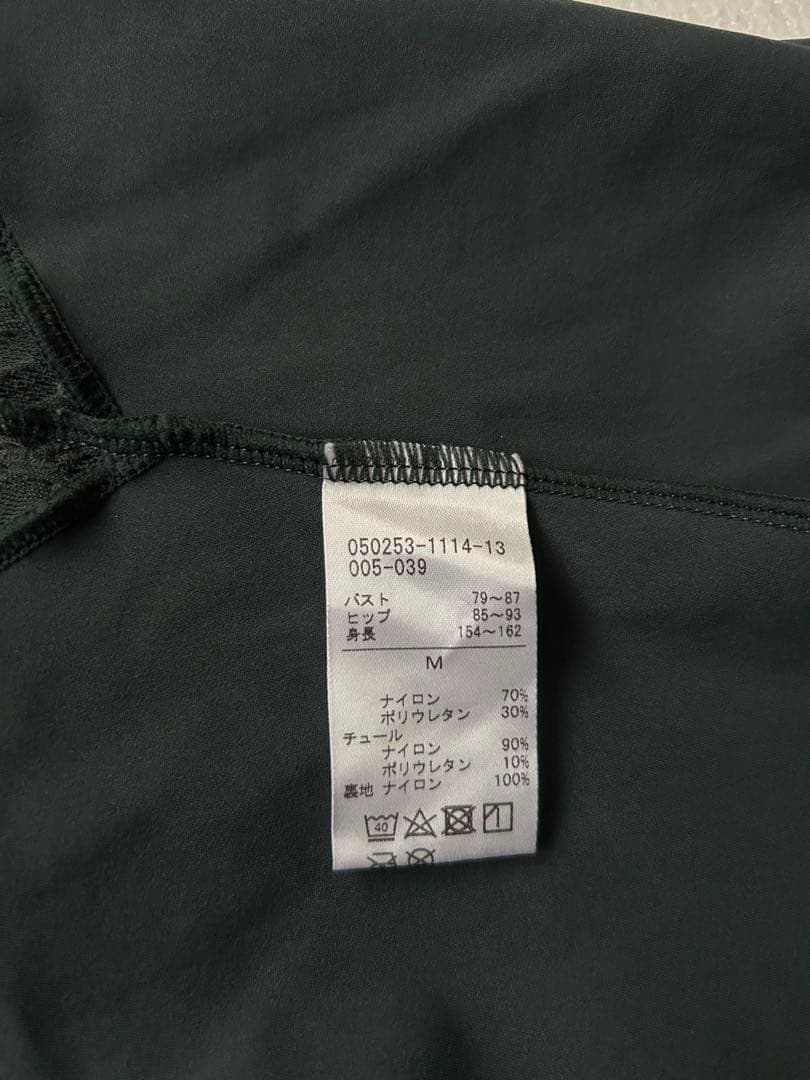 050253-1114-13
005-039
バスト 79～87
ヒップ 85～93
身長 154～162
M
ナイロン 70%
ポリウレタン 30%
チュール
ナイロン 90%
ポリウレタン 10%
裏地 ナイロン 100%
40